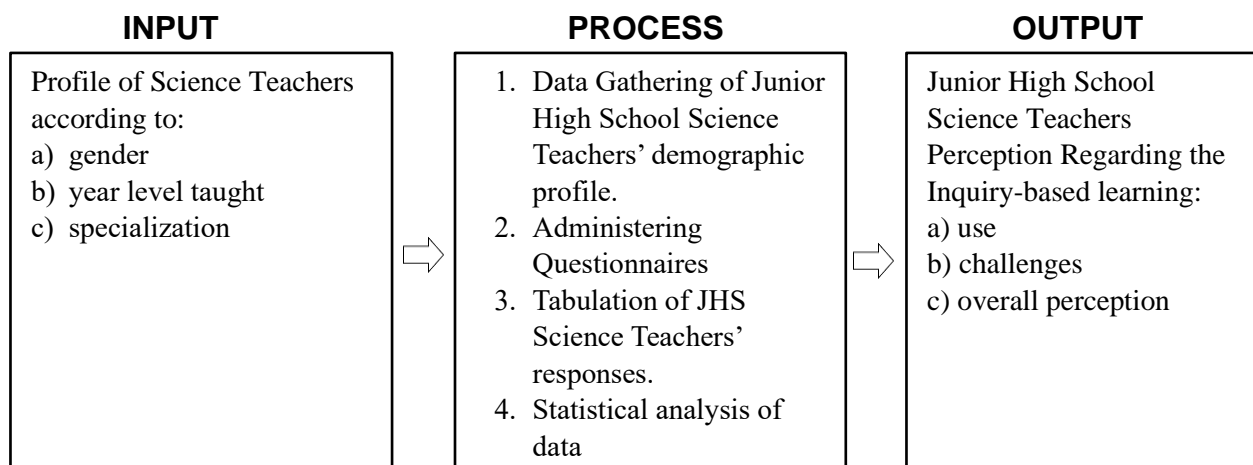 INPUT
Profile of Science Teachers
according to:
a) gender
b) year level taught
c) specialization
PROCESS
1. Data Gathering of Junior
High School Science
Teachers’ demographic
profile.
2. Administering
Questionnaires
3. Tabulation of JHS
Science Teachers’
responses.
4. Statistical analysis of
data
OUTPUT
Junior High School
Science Teachers
Perception Regarding the
Inquiry-based learning:
a) use
b) challenges
c) overall perception